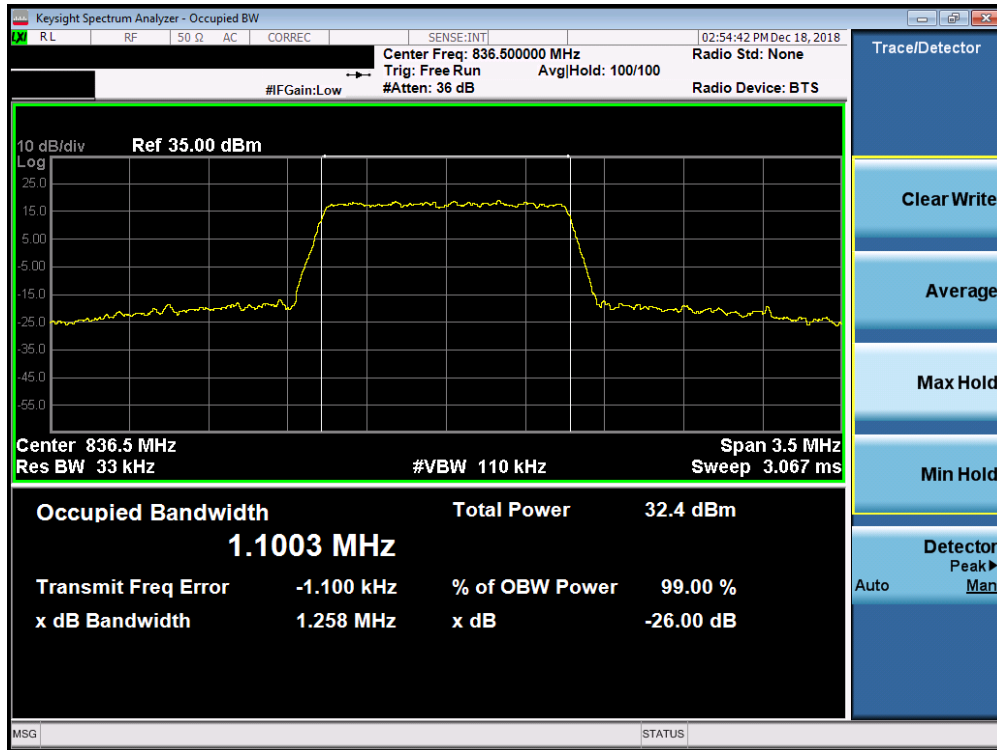 Keysight Spectrum Analyzer - Occupied BW
LXI RL RF 50 Ω AC CORREC SENSE:INT 02:54:42 PM Dec 18, 2018
Center Freq: 836.500000 MHz Radio Std: None
Trig: Free Run Avg|Hold: 100/100
#IFGain:Low #Atten: 36 dB Radio Device: BTS
10 dB/div Ref 35.00 dBm
Log
25.0
15.0
5.00
-5.00
-15.0
-25.0
-35.0
-45.0
-55.0
Center 836.5 MHz Span 3.5 MHz
Res BW 33 kHz #VBW 110 kHz Sweep 3.067 ms
Occupied Bandwidth Total Power 32.4 dBm
1.1003 MHz
Transmit Freq Error -1.100 kHz % of OBW Power 99.00 %
x dB Bandwidth 1.258 MHz x dB -26.00 dB
MSG STATUS
Trace/Detector
Clear Write
Average
Max Hold
Min Hold
Detector
Peak▶
Auto Man